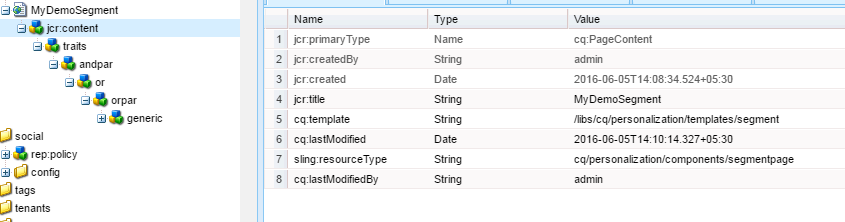 MyDemoSegment
jcr:content
traits
andpar
or
orpar
generic
social
rep:policy
config
tags
tenants
Name Type Value
1 jcr:primaryType Name cq:PageContent
2 jcr:createdBy String admin
3 jcr:created Date 2016-06-05T14:08:34.524+05:30
4 jcr:title String MyDemoSegment
5 cq:template String /libs/cq/personalization/templates/segment
6 cq:lastModified Date 2016-06-05T14:10:14.327+05:30
7 sling:resourceType String cq/personalization/components/segmentpage
8 cq:lastModifiedBy String admin